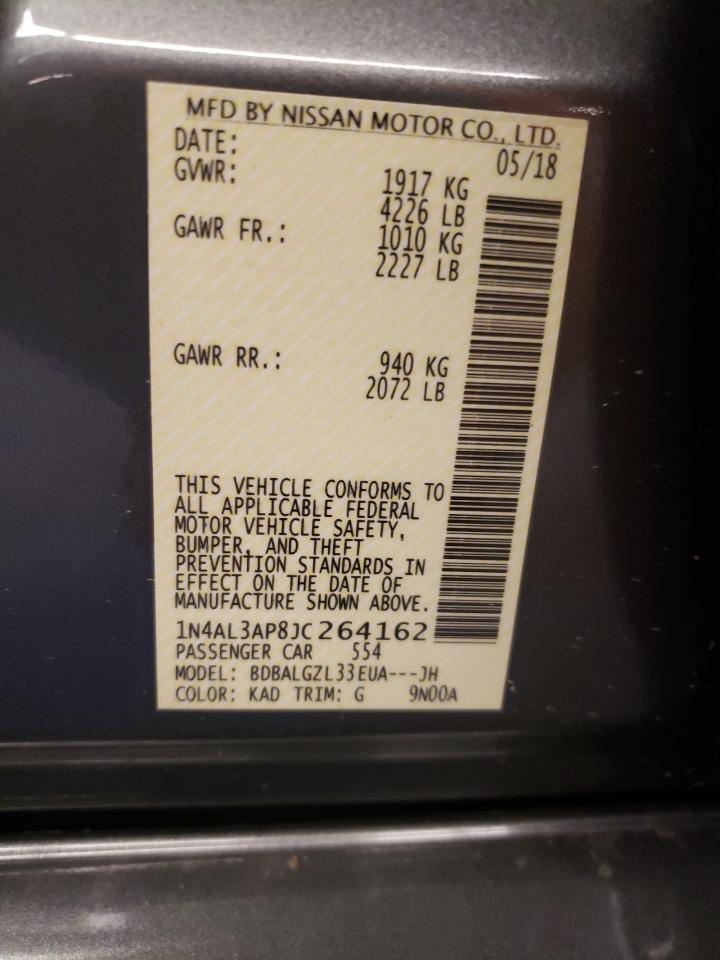 MFD BY NISSAN MOTOR CO., LTD.
DATE: 05/18
GVWR: 1917 KG
4226 LB
GAWR FR.: 1010 KG
2227 LB
GAWR RR.: 940 KG
2072 LB
THIS VEHICLE CONFORMS TO
ALL APPLICABLE FEDERAL
MOTOR VEHICLE SAFETY,
BUMPER, AND THEFT
PREVENTION STANDARDS IN
EFFECT ON THE DATE OF
MANUFACTURE SHOWN ABOVE.
1N4AL3AP8JC264162
PASSENGER CAR 554
MODEL: BDBALGZL33EUA---JH
COLOR: KAD TRIM: G 9N00A